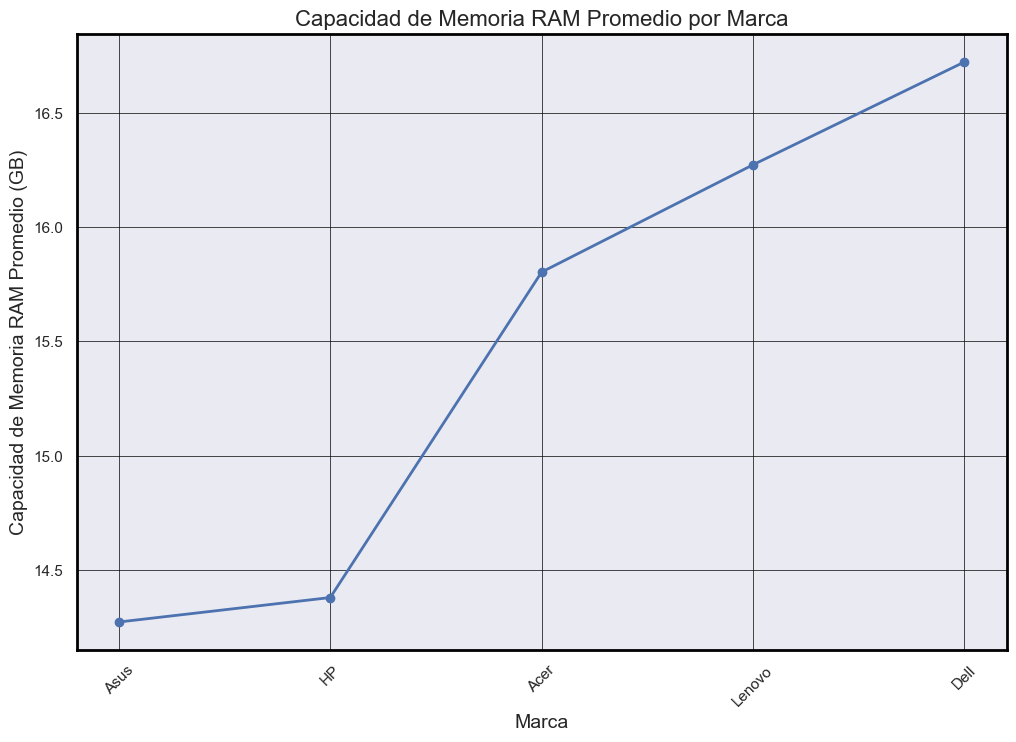 Capacidad de Memoria RAM Promedio por Marca
Capacidad de Memoria RAM Promedio (GB)
16.5
16.0
15.5
15.0
14.5
Asus
HP
Acer
Lenovo
Dell
Marca